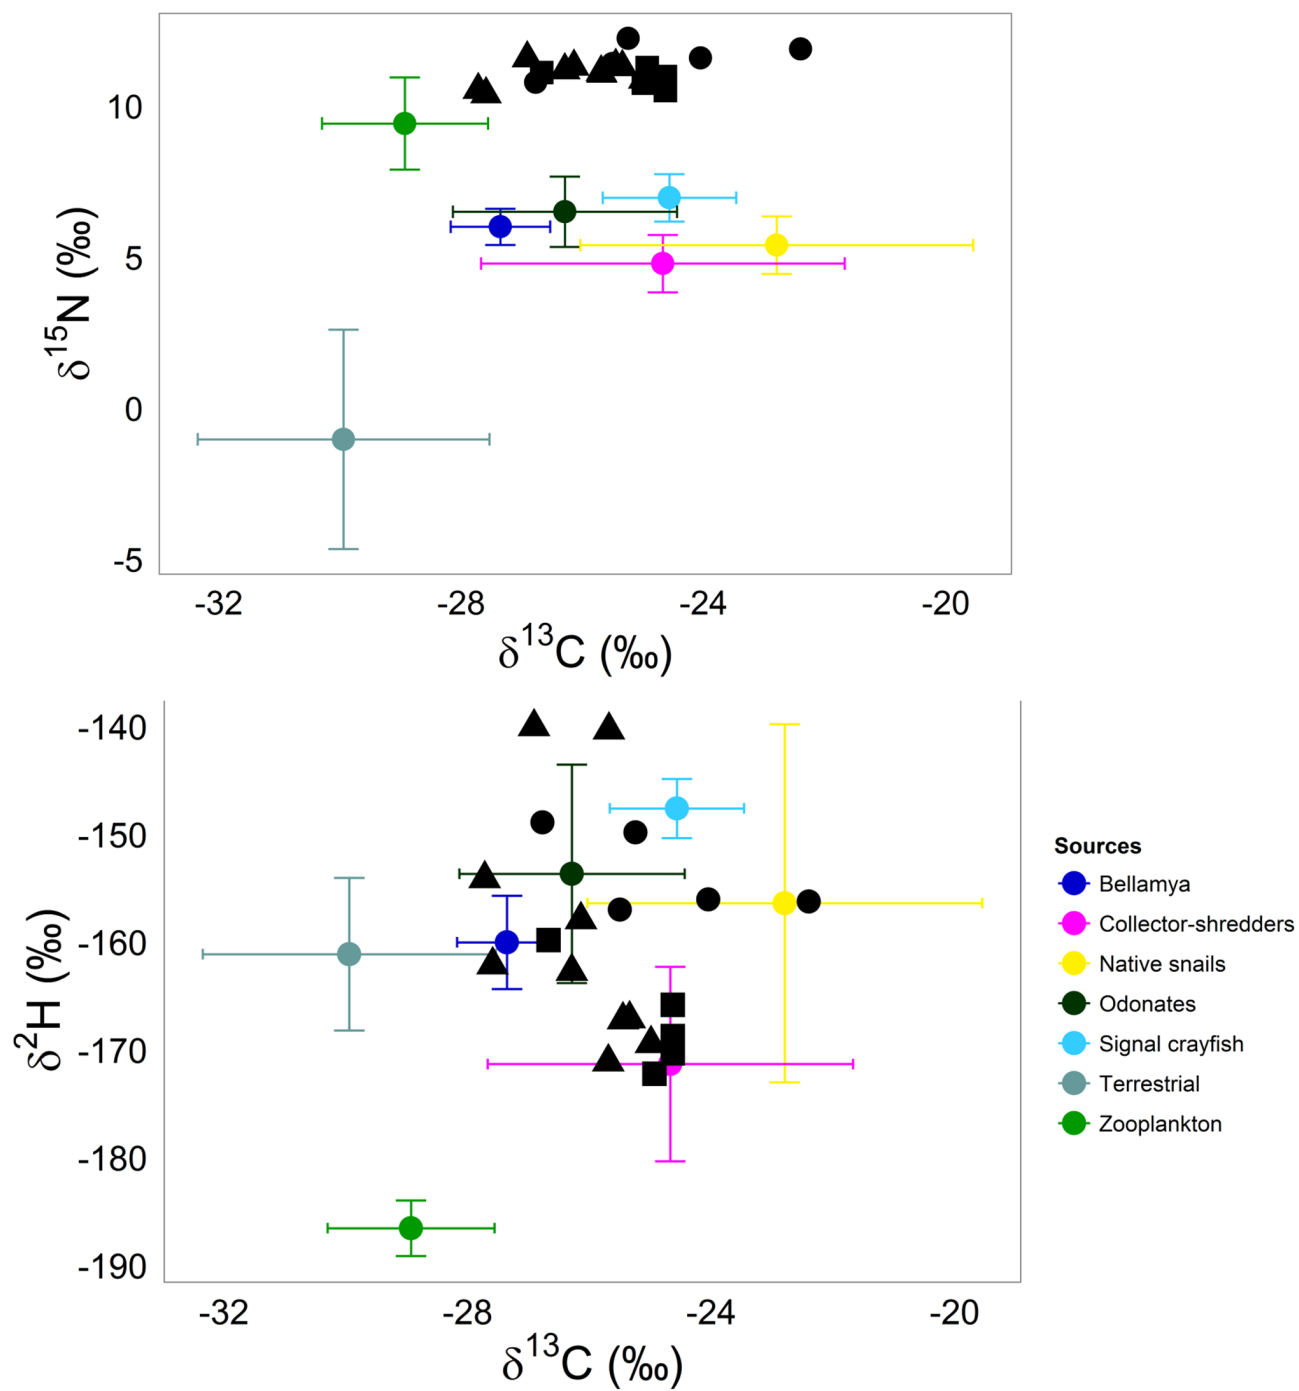 10
5
0
-5
δ15N (‰)
-32 -28 -24 -20
δ13C (‰)
-140
-150
-160
-170
-180
-190
δ2H (‰)
-32 -28 -24 -20
δ13C (‰)
Sources
Bellamya
Collector-shredders
Native snails
Odonates
Signal crayfish
Terrestrial
Zooplankton